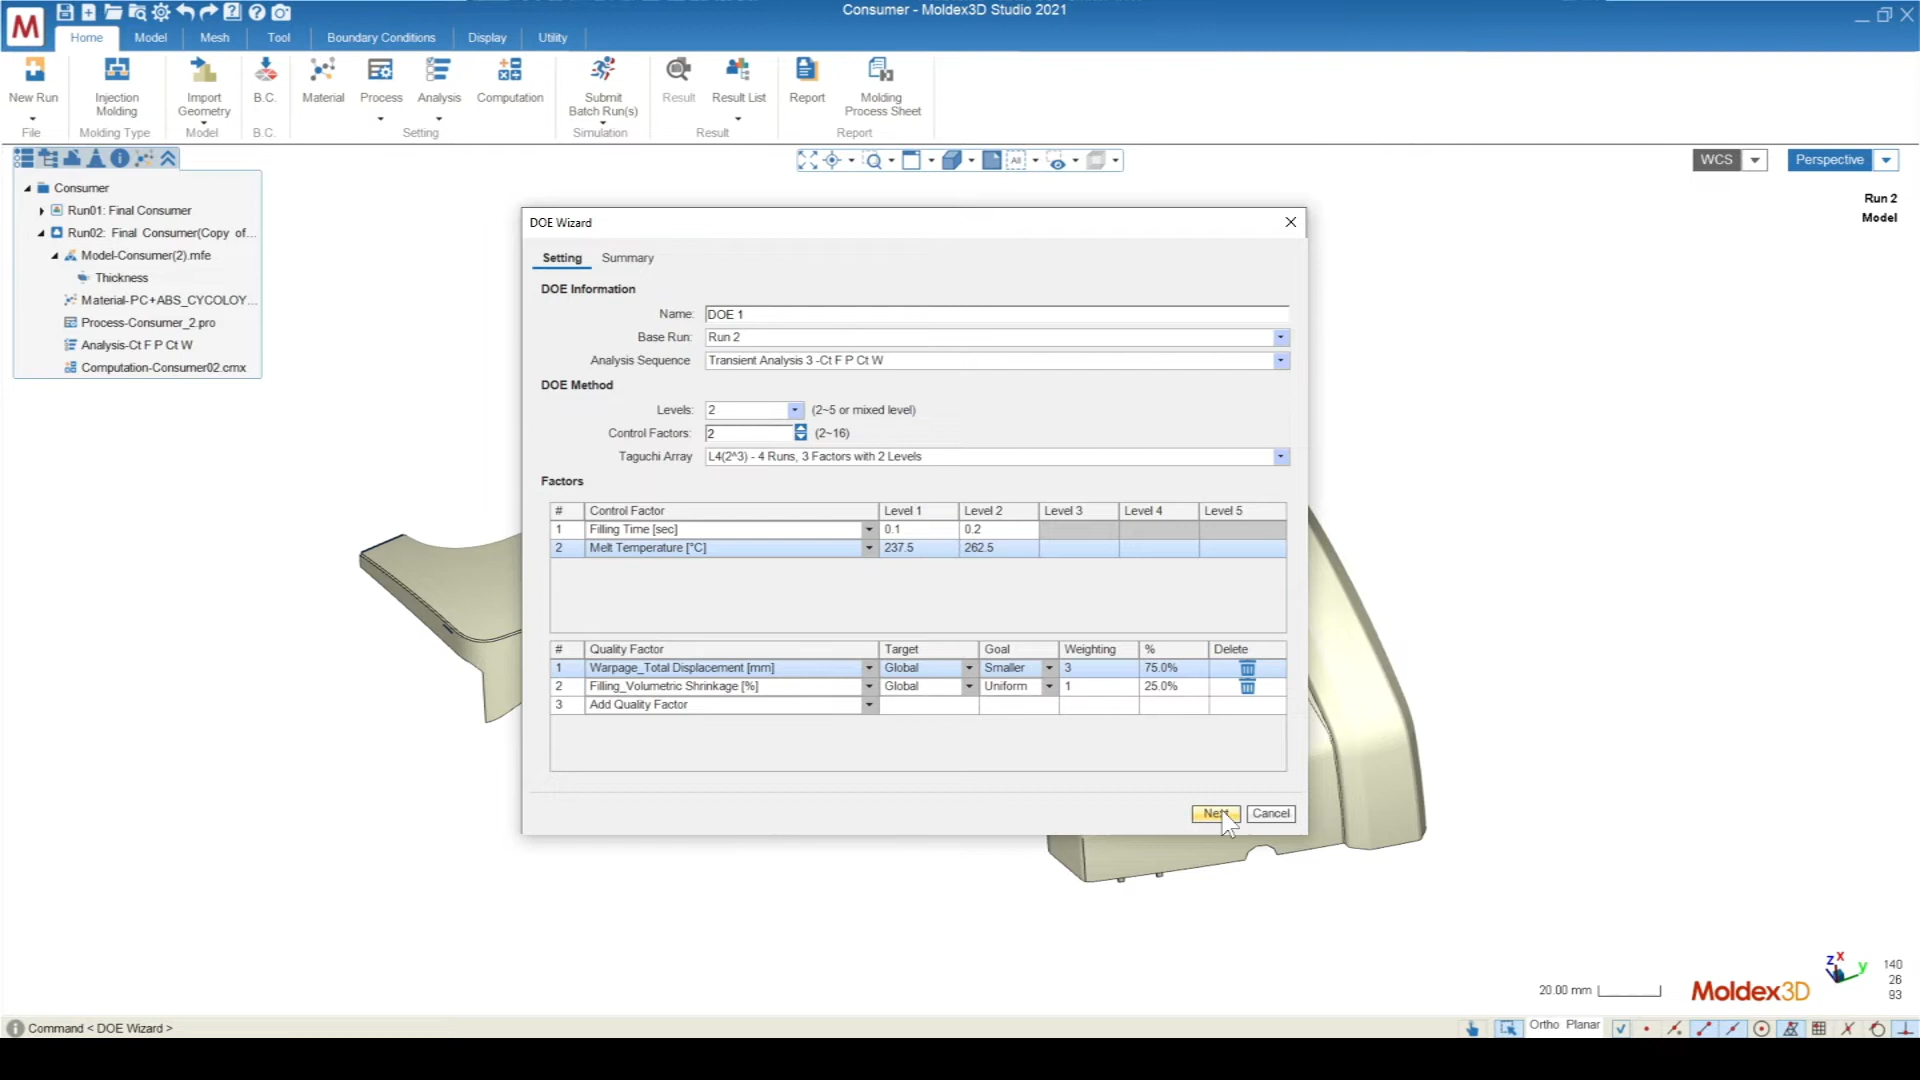 Consumer - Moldex3D Studio 2021
Home Model Mesh Tool Boundary Conditions Display Utility
New Run
Injection Molding
Import Geometry
B.C.
Material
Process
Analysis
Computation
Submit Batch Run(s)
Result
Result List
Report
Molding Process Sheet
File Molding Type Model B.C. Setting Simulation Result Report
All
WCS
Perspective
Run 2
Model
Consumer
Run01: Final Consumer
Run02: Final Consumer(Copy of...
Model-Consumer(2).mfe
Thickness
Material-PC+ABS_CYCOLOY...
Process-Consumer_2.pro
Analysis-Ct F P Ct W
Computation-Consumer02.cmx
DOE Wizard
Setting Summary
DOE Information
Name: DOE 1
Base Run: Run 2
Analysis Sequence Transient Analysis 3 -Ct F P Ct W
DOE Method
Levels: 2 (2~5 or mixed level)
Control Factors: 2 (2~16)
Taguchi Array L4(2^3) - 4 Runs, 3 Factors with 2 Levels
Factors
# Control Factor Level 1 Level 2 Level 3 Level 4 Level 5
1 Filling Time [sec] 0.1 0.2
2 Melt Temperature [°C] 237.5 262.5
# Quality Factor Target Goal Weighting % Delete
1 Warpage_Total Displacement [mm] Global Smaller 3 75.0%
2 Filling_Volumetric Shrinkage [%] Global Uniform 1 25.0%
3 Add Quality Factor
Next Cancel
20.00 mm
Moldex3D
Z X Y
140
26
93
Command < DOE Wizard >
Ortho Planar